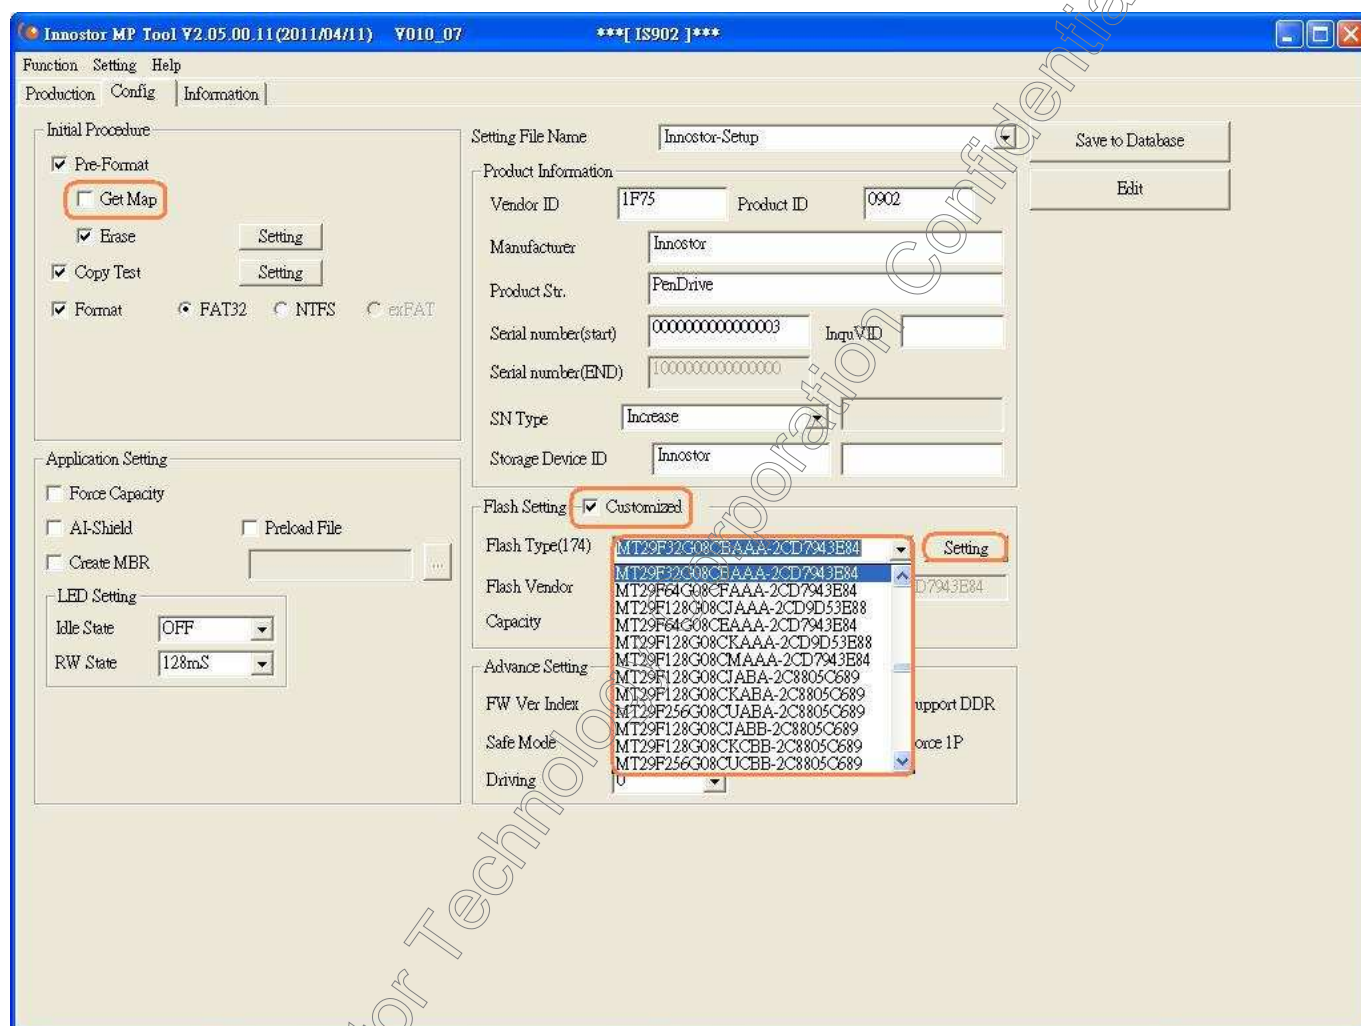 Innostor MP Tool V2.05.00.11(2011/04/11) V010_07 ***[ IS902 ]***
Function Setting Help
Production Config Information
Initial Procedure
Pre-Format
Get Map
Erase Setting
Copy Test Setting
Format FAT32 NTFS exFAT
Application Setting
Force Capacity
AI-Shield Preload File
Create MBR ...
LED Setting
Idle State OFF
RW State 128mS
Setting File Name Innostor-Setup
Product Information
Vendor ID 1F75 Product ID 0902
Manufacturer Innostor
Product Str. PenDrive
Serial number(start) 0000000000000003 InquVID
Serial number(END) 1000000000000000
SN Type Increase
Storage Device ID Innostor
Flash Setting Customized
Flash Type(174) MT29F32G08CBAAA-2CD7943E84 Setting
MT29F32G08CBAAA-2CD7943E84
MT29F64G08CFAAA-2CD7943E84
MT29F128G08CJAAA-2CD9D53E88
MT29F64G08CEAAA-2CD7943E84
MT29F128G08CKAAA-2CD9D53E88
MT29F128G08CMAAA-2CD7943E84
MT29F128G08CJABA-2C8805C689
MT29F128G08CKABA-2C8805C689
MT29F256G08CUABA-2C8805C689
MT29F128G08CJABB-2C8805C689
MT29F128G08CKCBB-2C8805C689
MT29F256G08CUCBB-2C8805C689
Flash Vendor D7943E84
Capacity
Advance Setting
FW Ver Index upport DDR
Safe Mode orce 1P
Driving 0
Save to Database
Edit
tor Technology Corporation Confidential